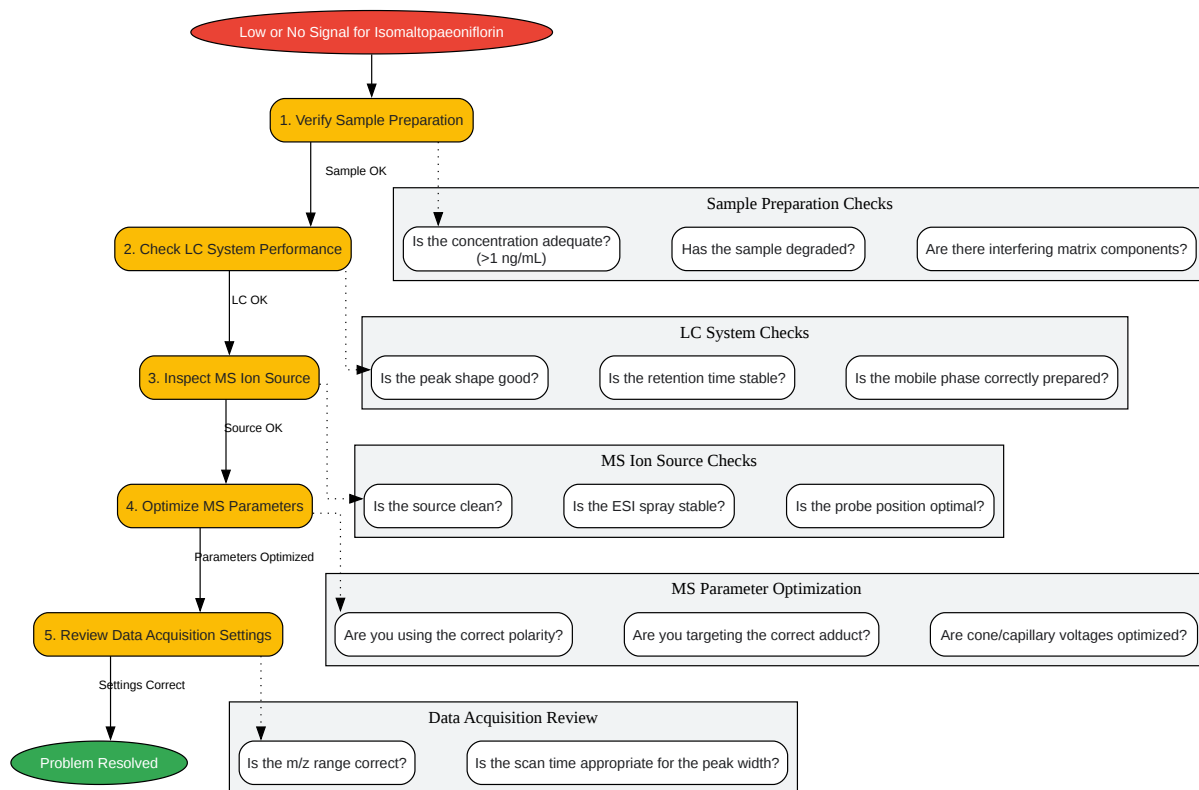 Low or No Signal for Isomaltopaeoniflorin
1. Verify Sample Preparation
Sample OK
Sample Preparation Checks
Is the concentration adequate?
(>1 ng/mL)
Has the sample degraded?
Are there interfering matrix components?
2. Check LC System Performance
LC OK
LC System Checks
Is the peak shape good?
Is the retention time stable?
Is the mobile phase correctly prepared?
3. Inspect MS Ion Source
Source OK
MS Ion Source Checks
Is the source clean?
Is the ESI spray stable?
Is the probe position optimal?
4. Optimize MS Parameters
Parameters Optimized
MS Parameter Optimization
Are you using the correct polarity?
Are you targeting the correct adduct?
Are cone/capillary voltages optimized?
5. Review Data Acquisition Settings
Settings Correct
Data Acquisition Review
Is the m/z range correct?
Is the scan time appropriate for the peak width?
Problem Resolved